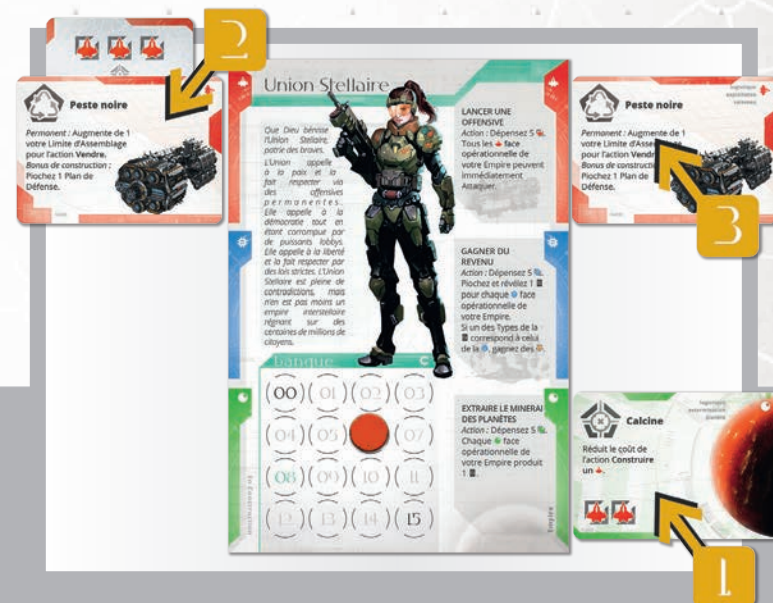 2
Peste noire
Permanent : Augmente de 1
votre Limite d'Assemblage
pour l'action Vendre.
Bonus de construction :
Piochez 1 Plan de
Défense.
Union Stellaire
Que Dieu bénisse
l'Union Stellaire,
patrie des braves.
L'Union appelle
à la paix et la
fait respecter via
des offensives
permanentes.
Elle appelle à la
démocratie tout en
étant corrompue par
de puissants lobbys.
Elle appelle à la liberté
et la fait respecter par
des lois strictes. L'Union
Stellaire est pleine de
contradictions, mais
n'en est pas moins un
empire interstellaire
régnant sur des
centaines de millions de
citoyens.
LANCER UNE
OFFENSIVE
Action : Dépensez 5
Tous les face
opérationnelle de
votre Empire peuvent
immédiatement
Attaquer.
GAGNER DU
REVENU
Action : Dépensez 5
Piochez et révélez 1
pour chaque face
opérationnelle de
votre Empire.
Si un des Types de la
correspond à celui
de la , gagnez des
EXTRAIRE LE MINERAI
DES PLANÈTES
Action : Dépensez 5
Chaque face
opérationnelle de
votre Empire produit
1
Banque
00 01 02 03
04 05 07
08 09 10 11
12 13 14 15
Empire
Peste noire
Permanent : Augmente de 1
votre Limite d'Assemblage
pour l'action Vendre
Bonus de construction :
Piochez 1 Plan de
Défense.
3
Calcine
Réduit le coût de
l'action Construire
un
1